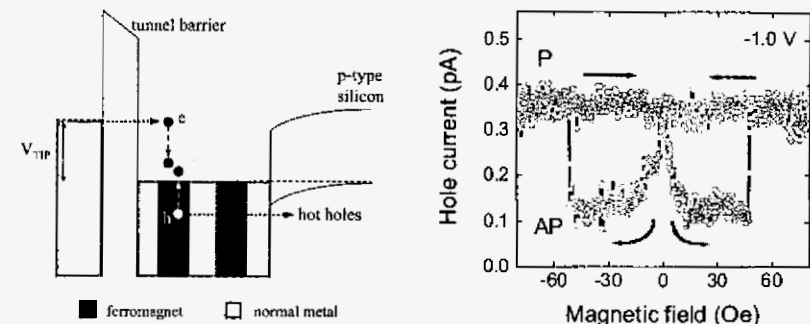 tunnel barrier
p-type
silicon
e
V_TIP
h
hot holes
ferromagnet
normal metal
-1.0 V
P
AP
Hole current (pA)
0.5
0.4
0.3
0.2
0.1
0.0
-60 -30 0 30 60
Magnetic field (Oe)